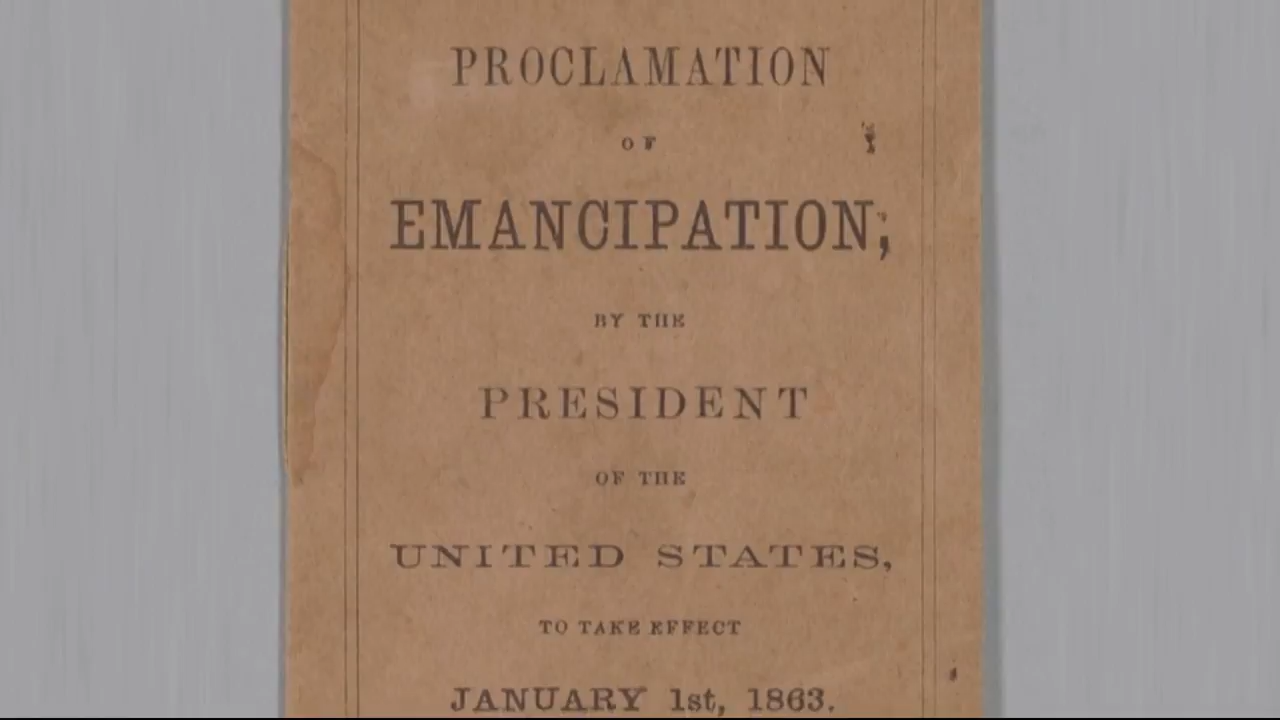 PROCLAMATION
OF
EMANCIPATION;
BY THE
PRESIDENT
OF THE
UNITED STATES,
TO TAKE EFFECT
JANUARY 1st, 1863.